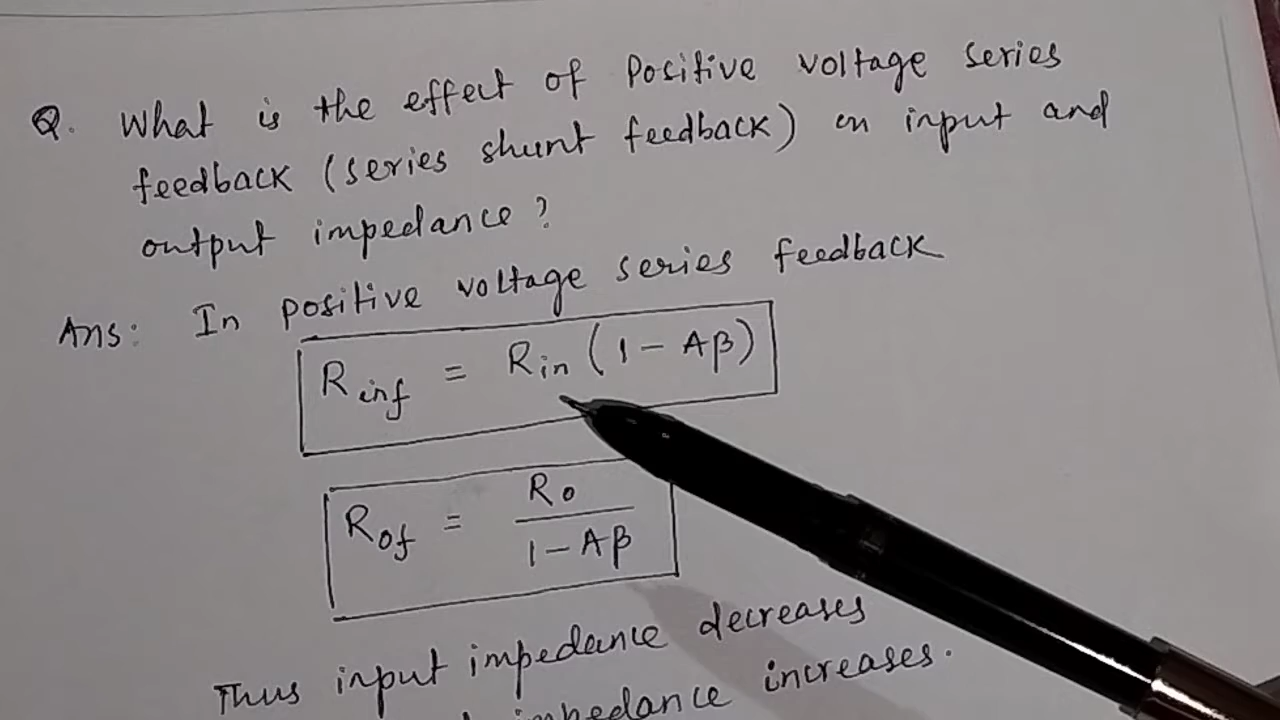 Q. What is the effect of Positive voltage series
feedback (series shunt feedback) on input and
output impedance?
Ans: In positive voltage series feedback
Rinf = Rin (1 - Aβ)
Rof = Ro / 1 - Aβ
Thus input impedance decreases
impedance increases.